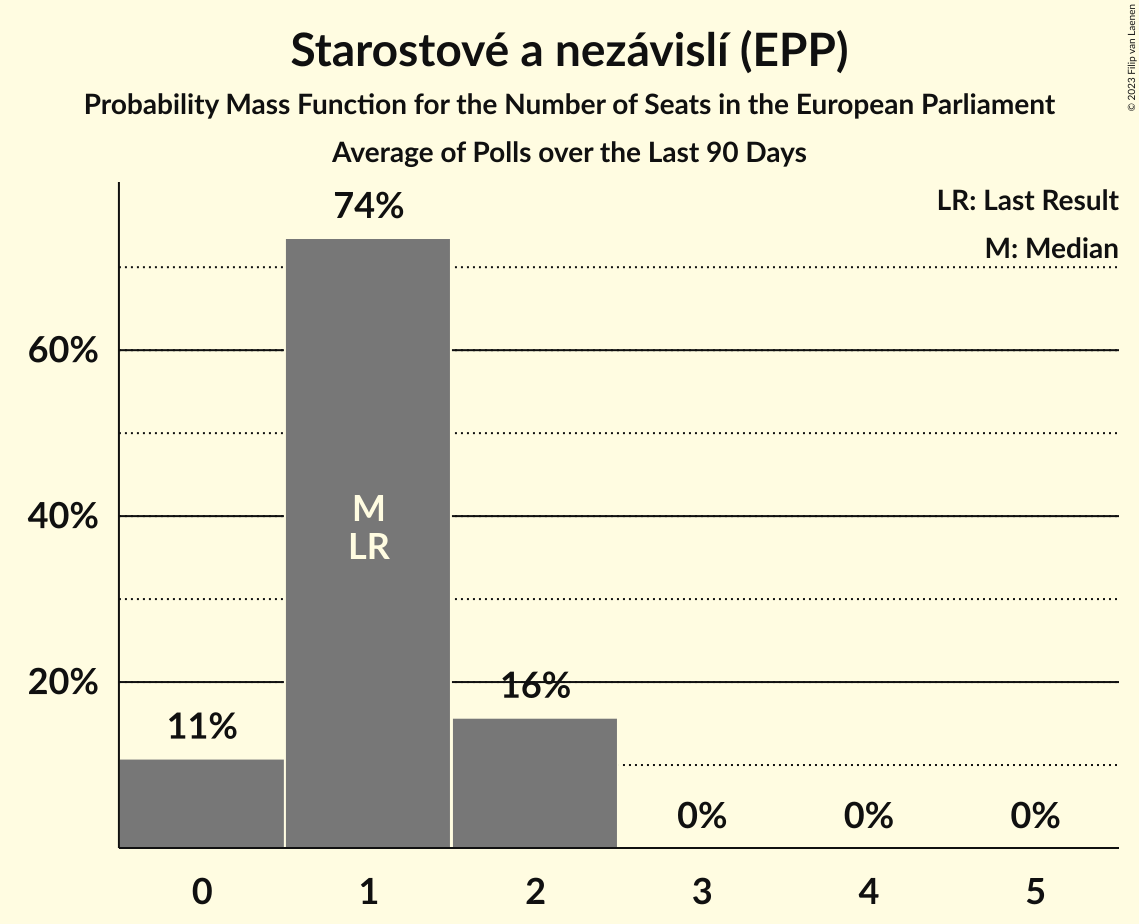 Starostové a nezávislí (EPP)
Probability Mass Function for the Number of Seats in the European Parliament
Average of Polls over the Last 90 Days
© 2023 Filip van Laenen
LR: Last Result
M: Median
74%
60%
40%
20%
M
LR
11%
16%
0%
0%
0%
0
1
2
3
4
5